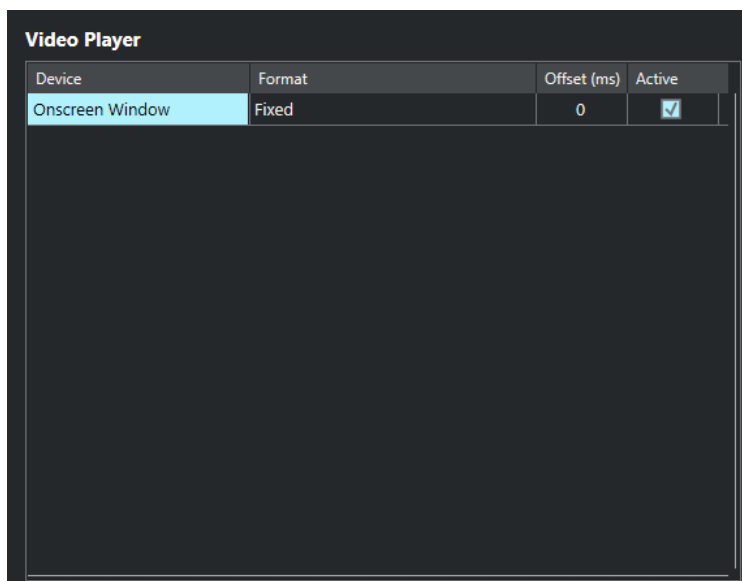 Video Player
Device Format Offset (ms) Active
Onscreen Window Fixed 0